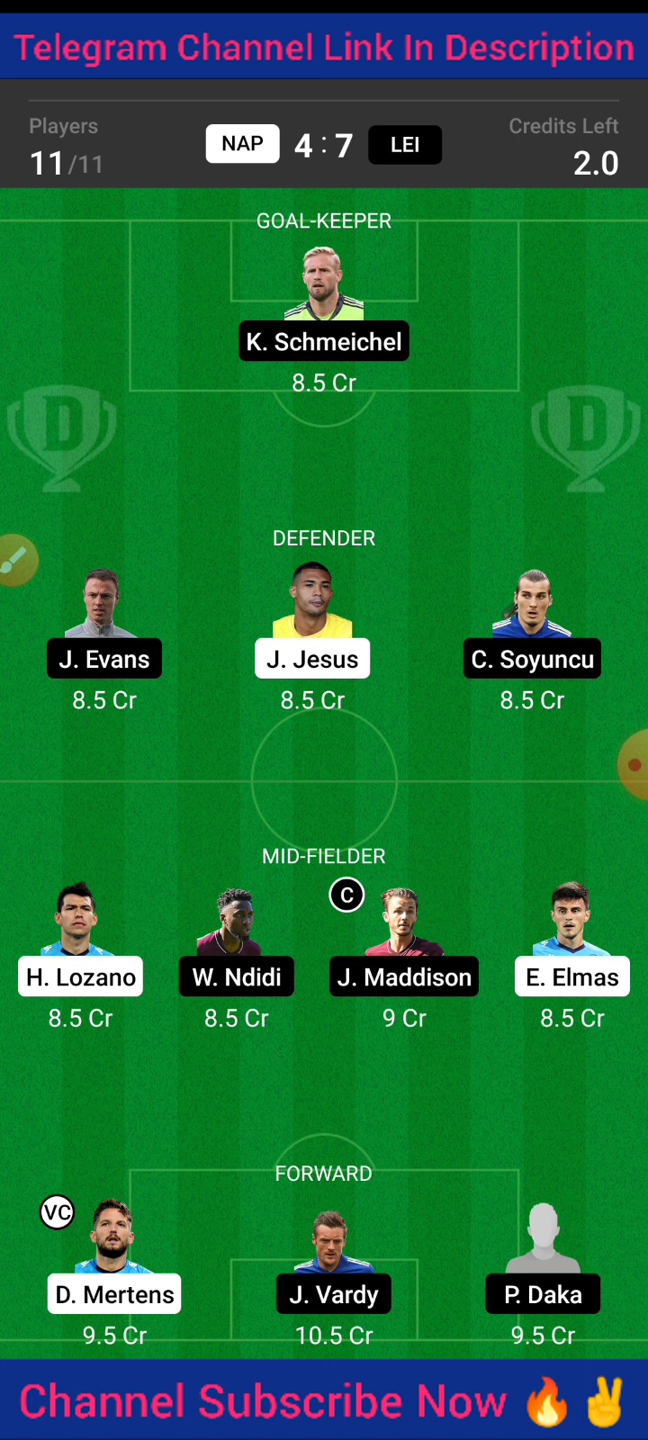 Telegram Channel Link In Description
Players
11/11
NAP 4 : 7 LEI
Credits Left
2.0
GOAL-KEEPER
K. Schmeichel
8.5 Cr
D D
DEFENDER
J. Evans J. Jesus C. Soyuncu
8.5 Cr 8.5 Cr 8.5 Cr
MID-FIELDER
C
H. Lozano W. Ndidi J. Maddison E. Elmas
8.5 Cr 8.5 Cr 9 Cr 8.5 Cr
FORWARD
VC
D. Mertens J. Vardy P. Daka
9.5 Cr 10.5 Cr 9.5 Cr
Channel Subscribe Now 🔥✌️